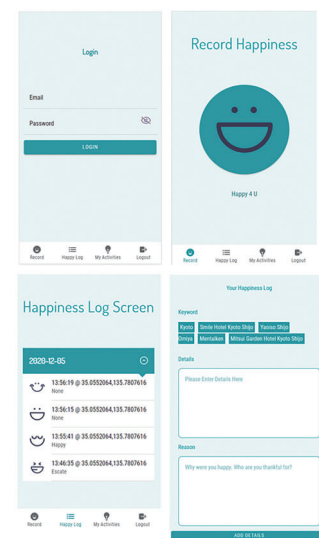 Login
Email
Password
LOGIN
Record
Happy Log
My Activities
Logout
Record Happiness
Happy 4 U
Record
Happy Log
My Activities
Logout
Happiness Log Screen
2020-12-05
13:56:19 @ 35.0552064,135.7807616
None
13:56:15 @ 35.0552064,135.7807616
None
13:55:41 @ 35.0552064,135.7807616
Happy
13:46:35 @ 35.0552064,135.7807616
Escate
Record
Happy Log
My Activities
Logout
Your Happiness Log
Keyword
Kyoto
Smile Hotel Kyoto Shijo
Yaoiso Shijo
Omiya
Mentaiken
Mitsui Garden Hotel Kyoto Shijo
Details
Please Enter Details Here
Reason
Why were you happy. Who are you thankful for?
ADD DETAILS